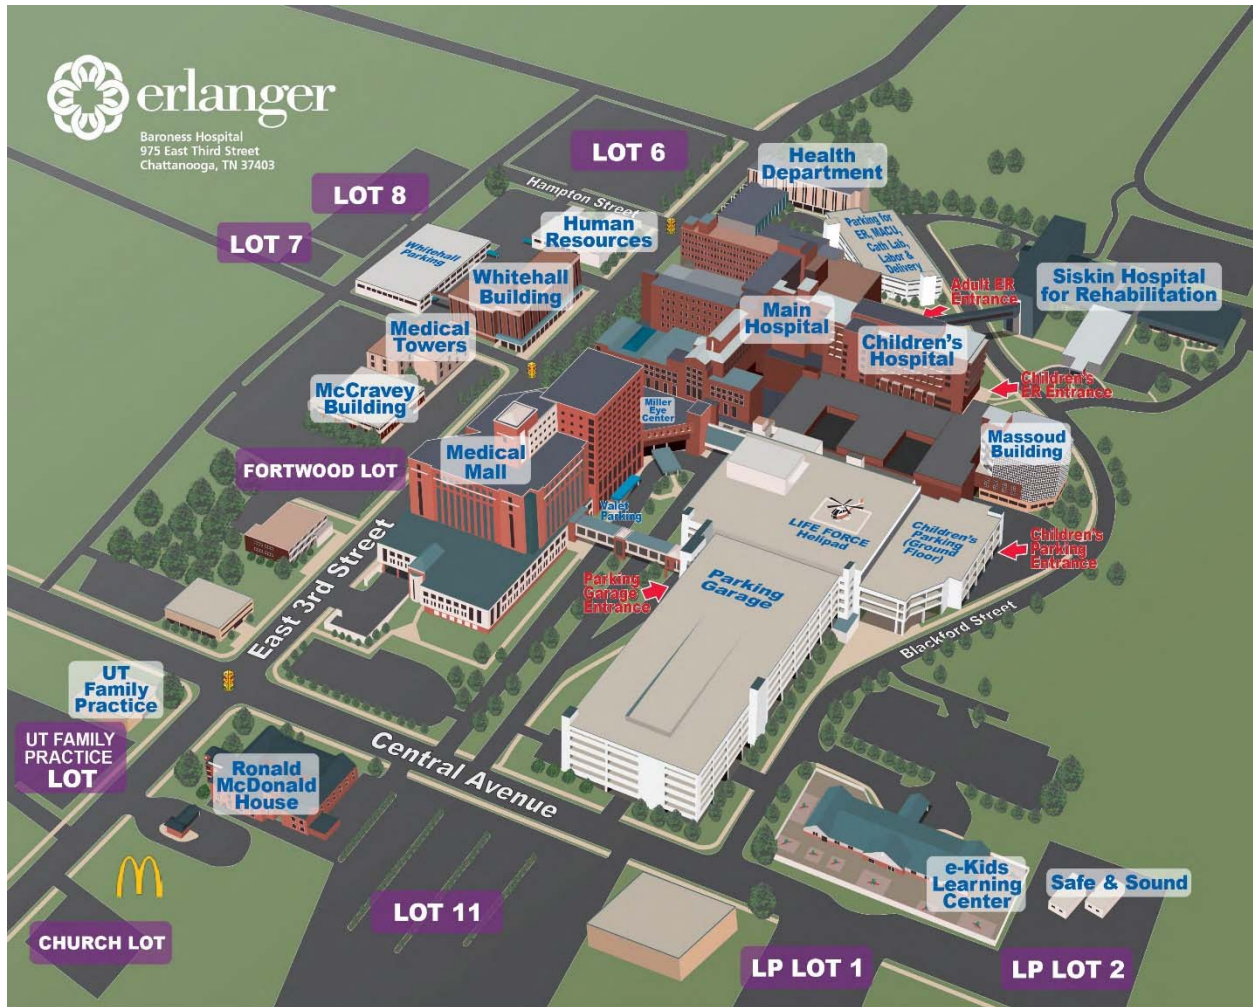 erlanger
Baroness Hospital
975 East Third Street
Chattanooga, TN 37403
LOT 6
Health
Department
LOT 8
Hampton Street
Human
Resources
Parking for
ER, MACU,
Cath Lab,
Labor &
Delivery
LOT 7
Whitehall
Parking
Whitehall
Building
Adult ER
Entrance
Siskin Hospital
for Rehabilitation
Main
Hospital
Children's
Hospital
Medical
Towers
Children's
ER Entrance
McCravey
Building
Miller
Eye
Center
Massoud
Building
FORTWOOD LOT
Medical
Mall
Valet
Parking
LIFE FORCE
Helipad
Children's
Parking
(Ground
Floor)
Children's
Parking
Entrance
Parking
Garage
Entrance
Parking
Garage
East 3rd Street
Blackford Street
UT
Family
Practice
UT FAMILY
PRACTICE
LOT
Central Avenue
Ronald
McDonald
House
e-Kids
Learning
Center
Safe & Sound
LOT 11
CHURCH LOT
LP LOT 1
LP LOT 2